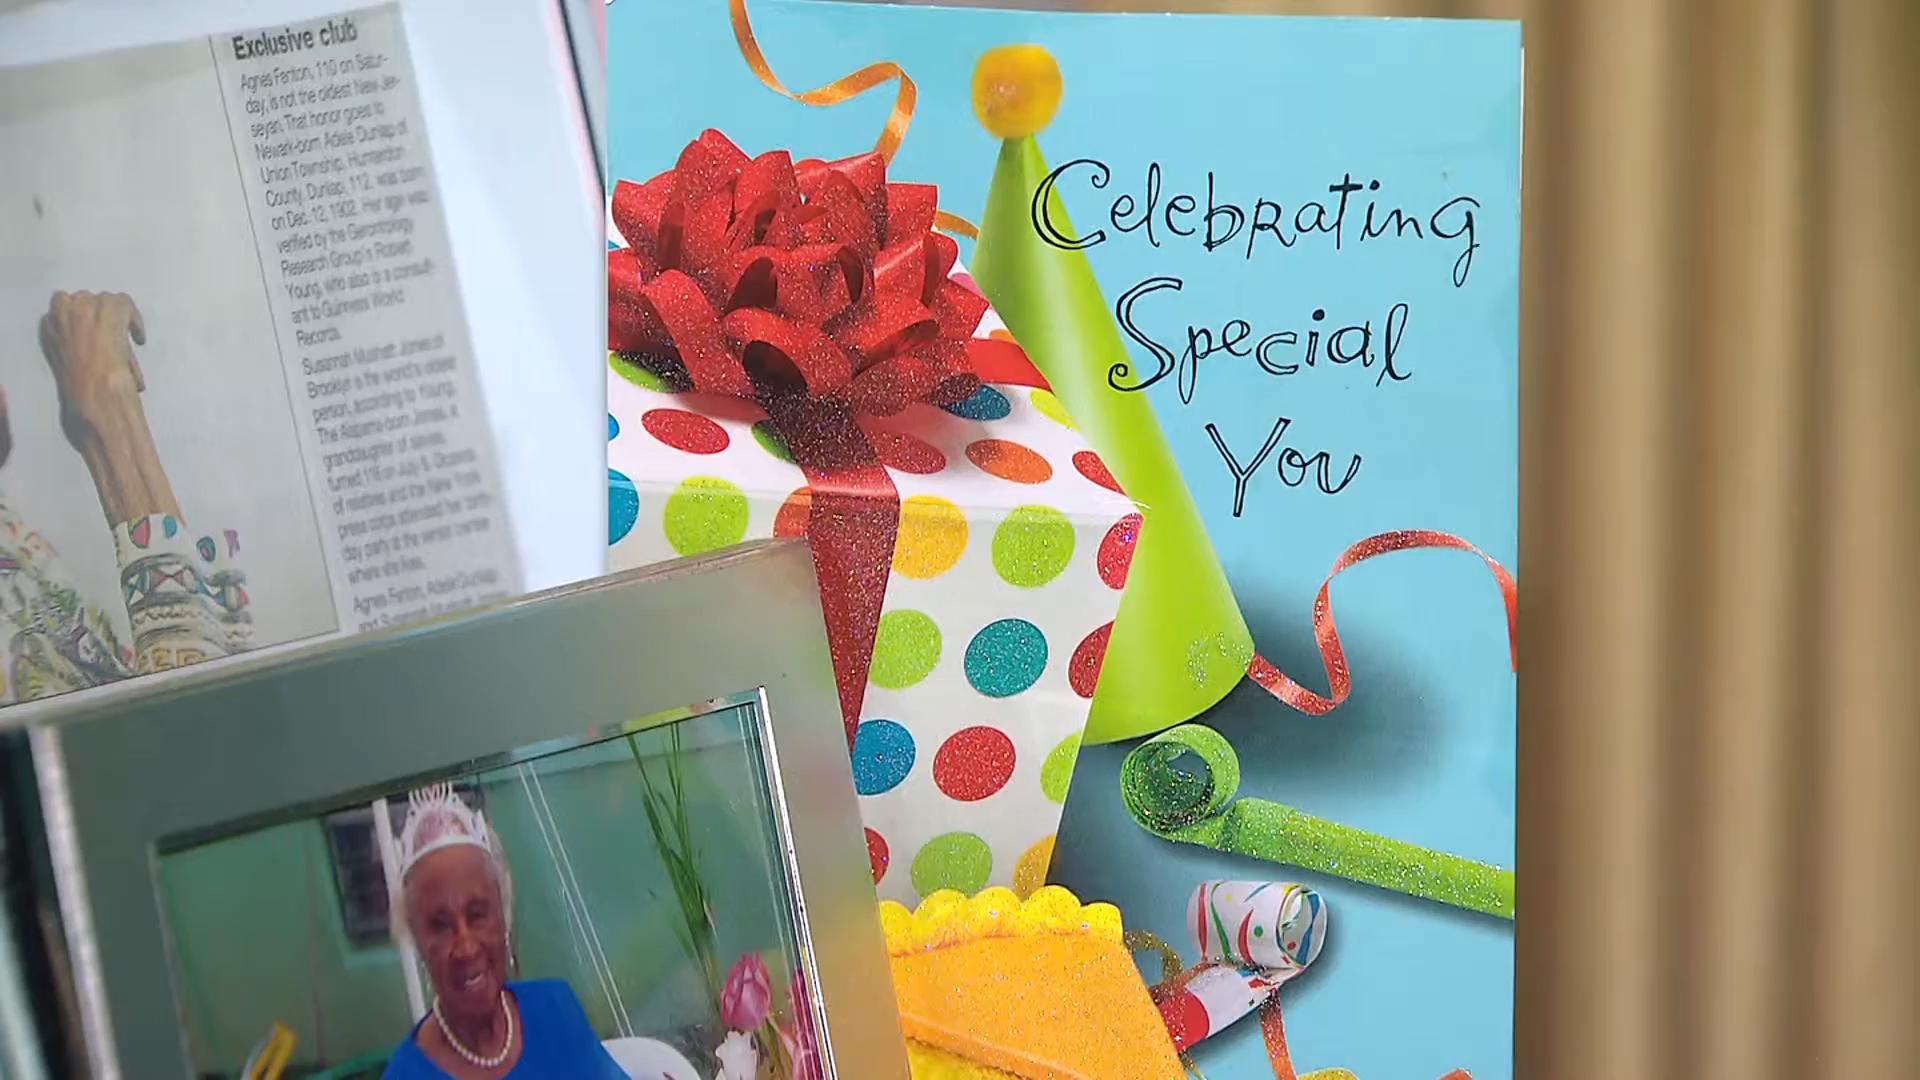 Exclusive club
Agnes Fenton, 110 on Satur-
day, is not the oldest New Jer-
seyan. That honor goes to
Newark-born Adele Dunlap of
Union Township, Hunterdon
County. Dunlap, 112, was born
on Dec. 12, 1902. Her age was
verified by the Gerontology
Research Group's Robert
Young, who also is a consult-
ant to Guinness World
Records.
Susannah Mushatt Jones of
Brooklyn is the world's oldest
person, according to Young.
The Alabama-born Jones, a
granddaughter of slaves,
turned 116 on July 6. Dozens
of relatives and the New York
press corps attended her birth-
day party at the senior center
where she lives.
Agnes Fenton, Adele Dunlap
and
Celebrating
Special
You